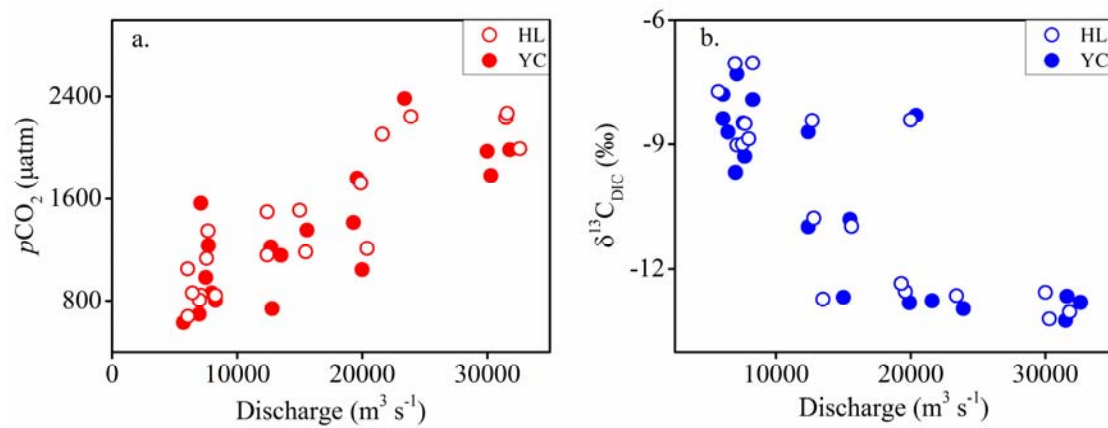 a.
HL
YC
2400
1600
800
pCO₂ (µatm)
0
10000
20000
30000
Discharge (m³ s⁻¹)
b.
HL
YC
-6
-9
-12
δ¹³C_DIC (‰)
10000
20000
30000
Discharge (m³ s⁻¹)